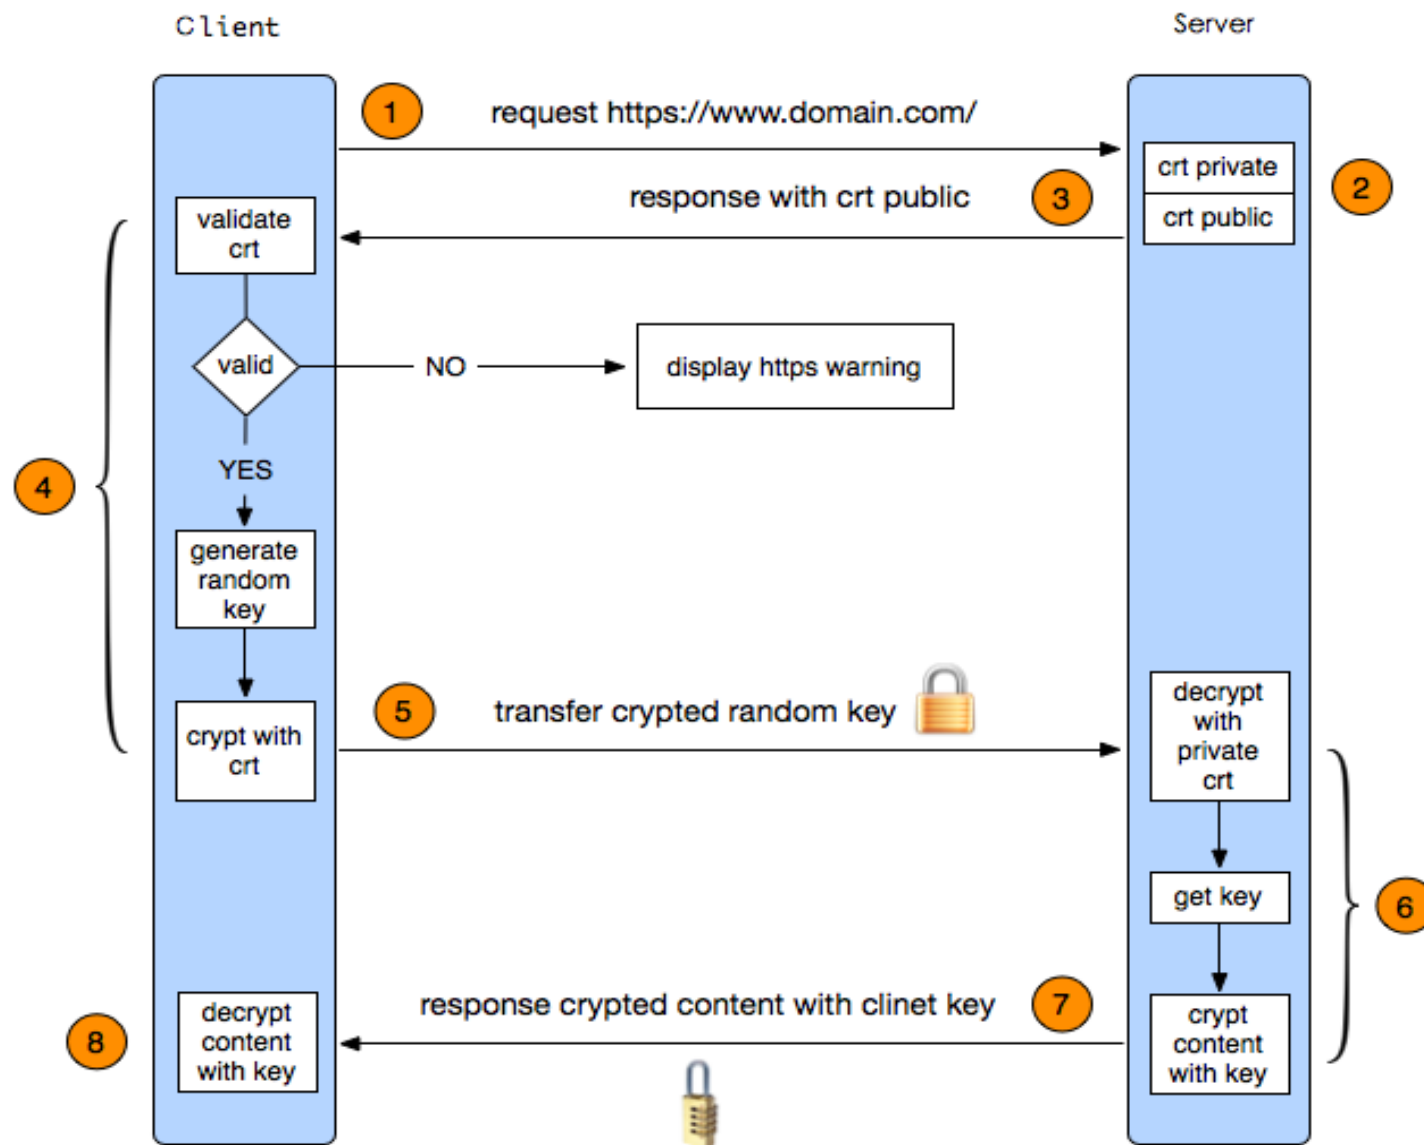 Client
Server
1
request https://www.domain.com/
crt private
2
response with crt public
3
crt public
validate
crt
valid
NO
display https warning
4
YES
generate
random
key
5
transfer crypted random key
decrypt
with
private
crt
crypt with
crt
get key
6
response crypted content with clinet key
7
8
decrypt
content
with key
crypt
content
with key